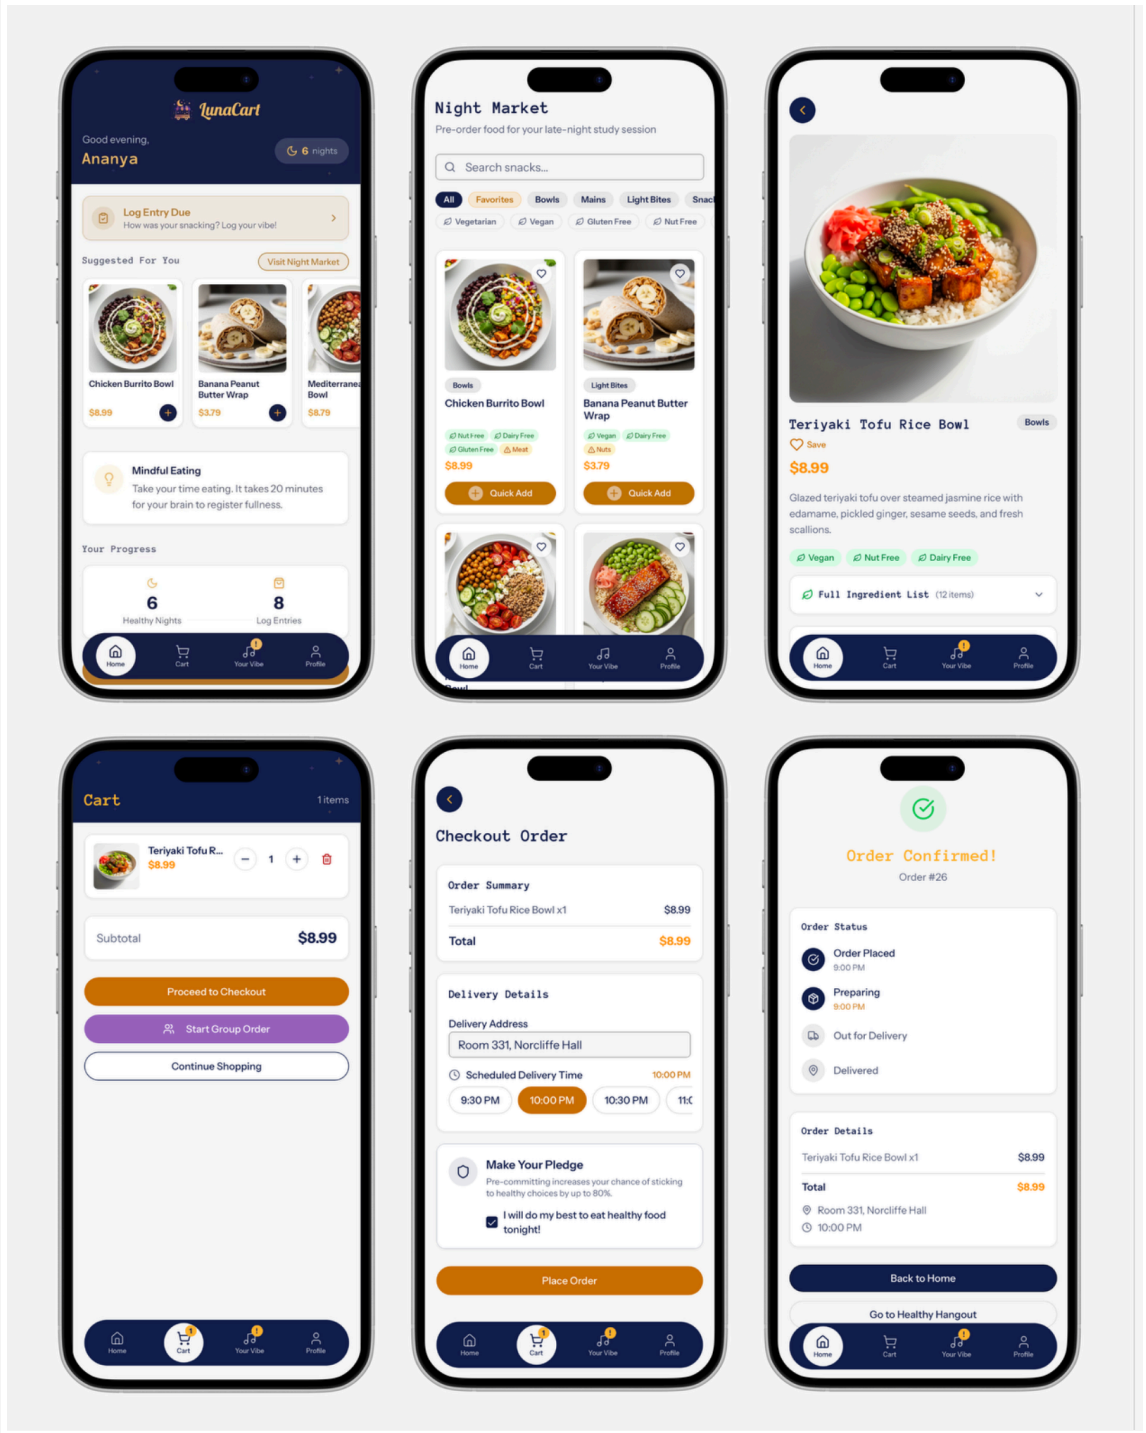 LunaCart
Good evening,
Ananya
6 nights
Log Entry Due
How was your snacking? Log your vibe!
Suggested For You
Visit Night Market
Chicken Burrito Bowl
$8.99
Banana Peanut
Butter Wrap
$3.79
Mediterranea
Bowl
$8.79
Mindful Eating
Take your time eating. It takes 20 minutes
for your brain to register fullness.
Your Progress
6
Healthy Nights
8
Log Entries
Home
Cart
!
Your Vibe
Profile
Night Market
Pre-order food for your late-night study session
Search snacks...
All
Favorites
Bowls
Mains
Light Bites
Snac
Vegetarian
Vegan
Gluten Free
Nut Free
Bowls
Chicken Burrito Bowl
Nut Free
Dairy Free
Gluten Free
Meat
$8.99
Quick Add
Light Bites
Banana Peanut Butter
Wrap
Vegan
Dairy Free
Nuts
$3.79
Quick Add
Home
Cart
Your Vibe
Profile
Bowl
Teriyaki Tofu Rice Bowl
Bowls
Save
$8.99
Glazed teriyaki tofu over steamed jasmine rice with
edamame, pickled ginger, sesame seeds, and fresh
scallions.
Vegan
Nut Free
Dairy Free
Full Ingredient List (12 items)
Home
Cart
!
Your Vibe
Profile
Cart
1 items
Teriyaki Tofu R...
$8.99
1
Subtotal
$8.99
Proceed to Checkout
Start Group Order
Continue Shopping
Home
1
Cart
!
Your Vibe
Profile
Checkout Order
Order Summary
Teriyaki Tofu Rice Bowl x1
$8.99
Total
$8.99
Delivery Details
Delivery Address
Room 331, Norcliffe Hall
Scheduled Delivery Time
10:00 PM
9:30 PM
10:00 PM
10:30 PM
11:0
Make Your Pledge
Pre-committing increases your chance of sticking
to healthy choices by up to 80%.
I will do my best to eat healthy food
tonight!
Place Order
Home
1
Cart
!
Your Vibe
Profile
Order Confirmed!
Order #26
Order Status
Order Placed
9:00 PM
Preparing
9:00 PM
Out for Delivery
Delivered
Order Details
Teriyaki Tofu Rice Bowl x1
$8.99
Total
$8.99
Room 331, Norcliffe Hall
10:00 PM
Back to Home
Go to Healthy Hangout
Home
Cart
!
Your Vibe
Profile